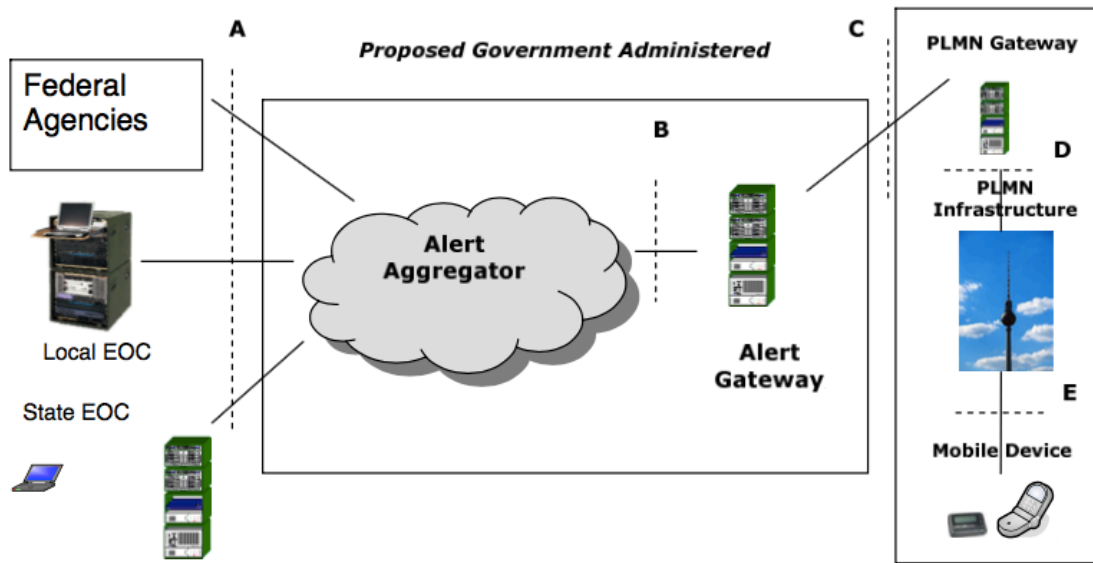 A
Proposed Government Administered
C
PLMN Gateway
Federal
Agencies
B
D
PLMN
Infrastructure
Alert
Aggregator
Local EOC
Alert
Gateway
State EOC
E
Mobile Device